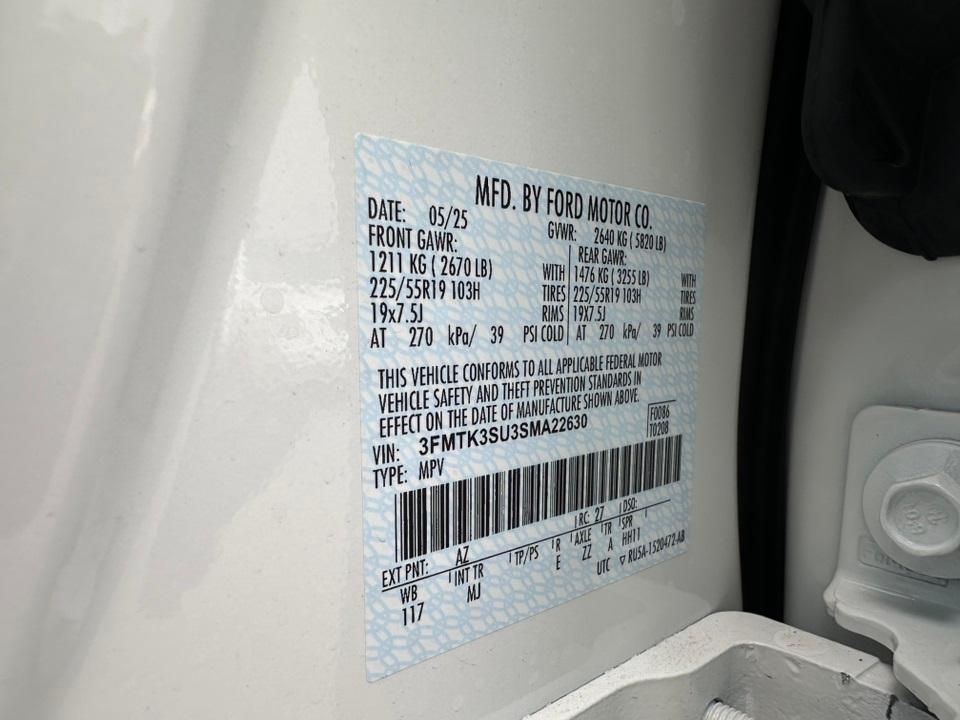 MFD. BY FORD MOTOR CO.
DATE: 05/25 GVWR: 2640 KG ( 5820 LB)
FRONT GAWR: REAR GAWR:
1211 KG ( 2670 LB) WITH 1476 KG ( 3255 LB) WITH
225/55R19 103H TIRES 225/55R19 103H TIRES
19x7.5J RIMS 19X7.5J RIMS
AT 270 kPa/ 39 PSI COLD AT 270 kPa/ 39 PSI COLD
THIS VEHICLE CONFORMS TO ALL APPLICABLE FEDERAL MOTOR
VEHICLE SAFETY AND THEFT PREVENTION STANDARDS IN
EFFECT ON THE DATE OF MANUFACTURE SHOWN ABOVE.
VIN: 3FMTK3SU3SMA22630 F0086
TYPE: MPV T0208
EXT PNT: AZ RC: 27 DSO:
WB INT TR TP/PS R AXLE TR SPR
117 MJ E ZZ A HH11
UTC ▽ RU5A-1520472-AB